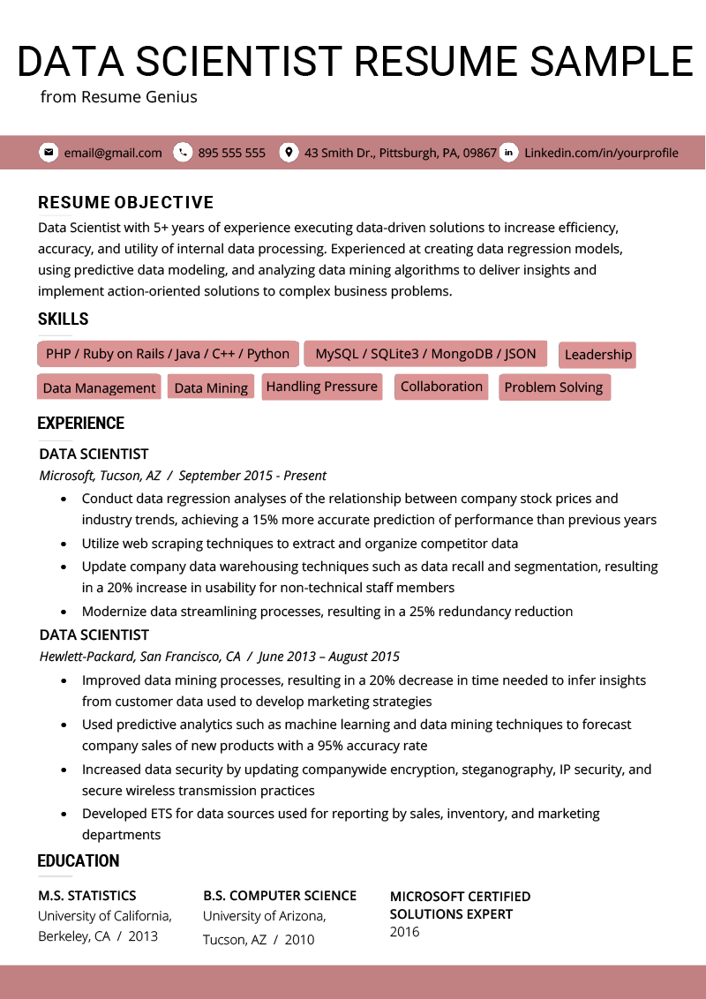 DATA SCIENTIST RESUME SAMPLE
from Resume Genius
email@gmail.com 895 555 555 43 Smith Dr., Pittsburgh, PA, 09867 in Linkedin.com/in/yourprofile
RESUME OBJECTIVE
Data Scientist with 5+ years of experience executing data-driven solutions to increase efficiency,
accuracy, and utility of internal data processing. Experienced at creating data regression models,
using predictive data modeling, and analyzing data mining algorithms to deliver insights and
implement action-oriented solutions to complex business problems.
SKILLS
PHP / Ruby on Rails / Java / C++ / Python MySQL / SQLite3 / MongoDB / JSON Leadership
Data Management Data Mining Handling Pressure Collaboration Problem Solving
EXPERIENCE
DATA SCIENTIST
Microsoft, Tucson, AZ / September 2015 - Present
• Conduct data regression analyses of the relationship between company stock prices and
industry trends, achieving a 15% more accurate prediction of performance than previous years
• Utilize web scraping techniques to extract and organize competitor data
• Update company data warehousing techniques such as data recall and segmentation, resulting
in a 20% increase in usability for non-technical staff members
• Modernize data streamlining processes, resulting in a 25% redundancy reduction
DATA SCIENTIST
Hewlett-Packard, San Francisco, CA / June 2013 – August 2015
• Improved data mining processes, resulting in a 20% decrease in time needed to infer insights
from customer data used to develop marketing strategies
• Used predictive analytics such as machine learning and data mining techniques to forecast
company sales of new products with a 95% accuracy rate
• Increased data security by updating companywide encryption, steganography, IP security, and
secure wireless transmission practices
• Developed ETS for data sources used for reporting by sales, inventory, and marketing
departments
EDUCATION
M.S. STATISTICS
University of California,
Berkeley, CA / 2013
B.S. COMPUTER SCIENCE
University of Arizona,
Tucson, AZ / 2010
MICROSOFT CERTIFIED
SOLUTIONS EXPERT
2016